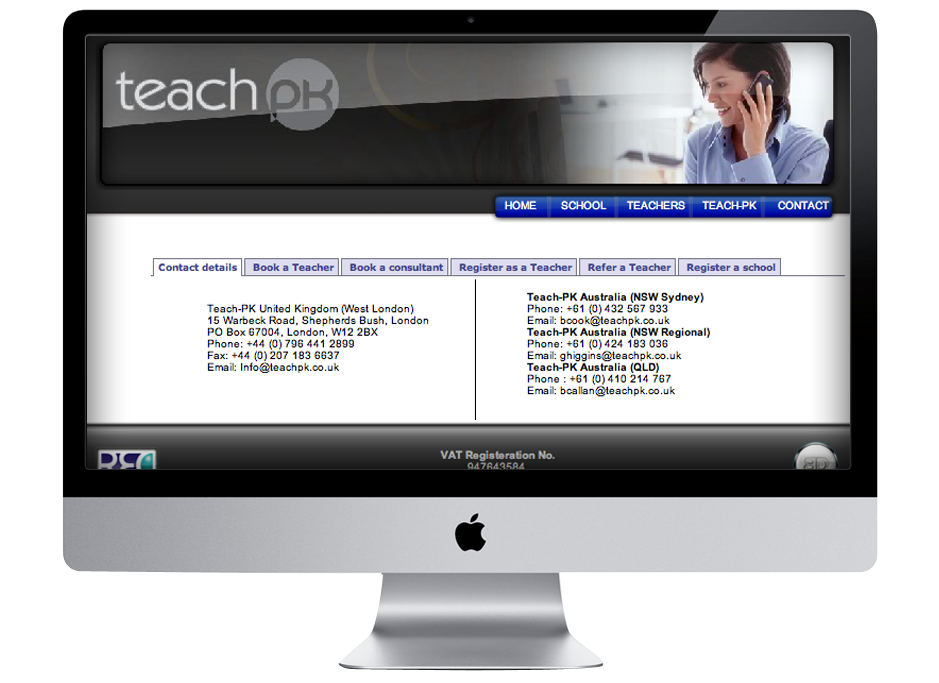 teach PK
HOME SCHOOL TEACHERS TEACH-PK CONTACT
Contact details Book a Teacher Book a consultant Register as a Teacher Refer a Teacher Register a school
Teach-PK United Kingdom (West London)
15 Warbeck Road, Shepherds Bush, London
PO Box 67004, London, W12 2BX
Phone: +44 (0) 796 441 2899
Fax: +44 (0) 207 183 6637
Email: Info@teachpk.co.uk
Teach-PK Australia (NSW Sydney)
Phone: +61 (0) 432 567 933
Email: bcook@teachpk.co.uk
Teach-PK Australia (NSW Regional)
Phone: +61 (0) 424 183 036
Email: ghiggins@teachpk.co.uk
Teach-PK Australia (QLD)
Phone : +61 (0) 410 214 767
Email: bcallan@teachpk.co.uk
VAT Registeration No.
947643584